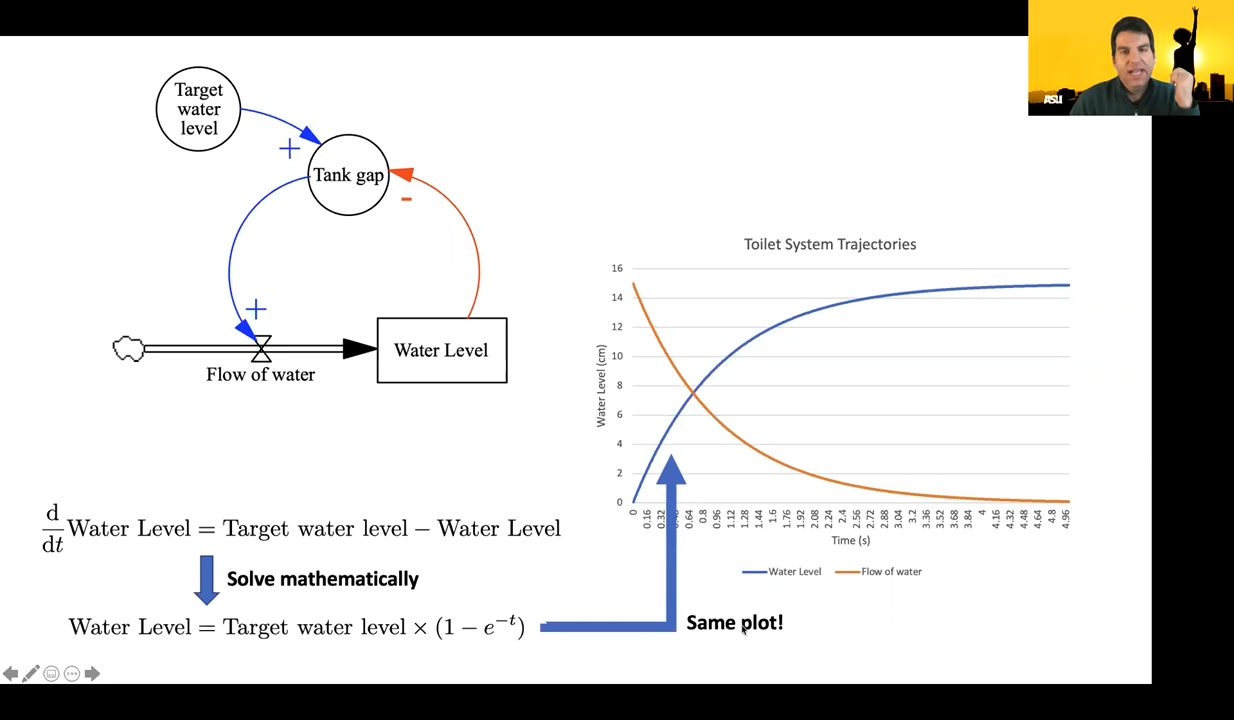 ASU
Target
water
level
+
Tank gap
-
+
Flow of water
Water Level
Toilet System Trajectories
16
14
12
10
8
6
4
2
0
Water Level (cm)
0 0.16 0.32 0.48 0.64 0.8 0.96 1.12 1.28 1.44 1.6 1.76 1.92 2.08 2.24 2.4 2.56 2.72 2.88 3.04 3.2 3.36 3.52 3.68 3.84 4 4.16 4.32 4.48 4.64 4.8 4.96
Time (s)
Water Level Flow of water
d/dt Water Level = Target water level − Water Level
Solve mathematically
Water Level = Target water level × (1 − e^{−t})
Same plot!